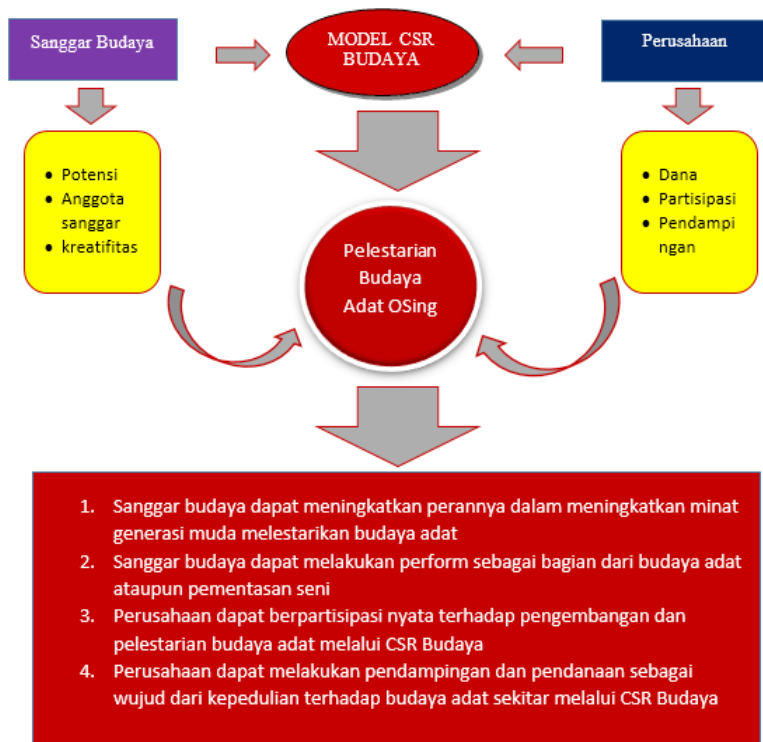 Sanggar Budaya
MODEL CSR
BUDAYA
Perusahaan
• Potensi
• Anggota
sanggar
• kreatifitas
• Dana
• Partisipasi
• Pendampi
ngan
Pelestarian
Budaya
Adat OSing
1. Sanggar budaya dapat meningkatkan perannya dalam meningkatkan minat
generasi muda melestarikan budaya adat
2. Sanggar budaya dapat melakukan perform sebagai bagian dari budaya adat
ataupun pementasan seni
3. Perusahaan dapat berpartisipasi nyata terhadap pengembangan dan
pelestarian budaya adat melalui CSR Budaya
4. Perusahaan dapat melakukan pendampingan dan pendanaan sebagai
wujud dari kepedulian terhadap budaya adat sekitar melalui CSR Budaya